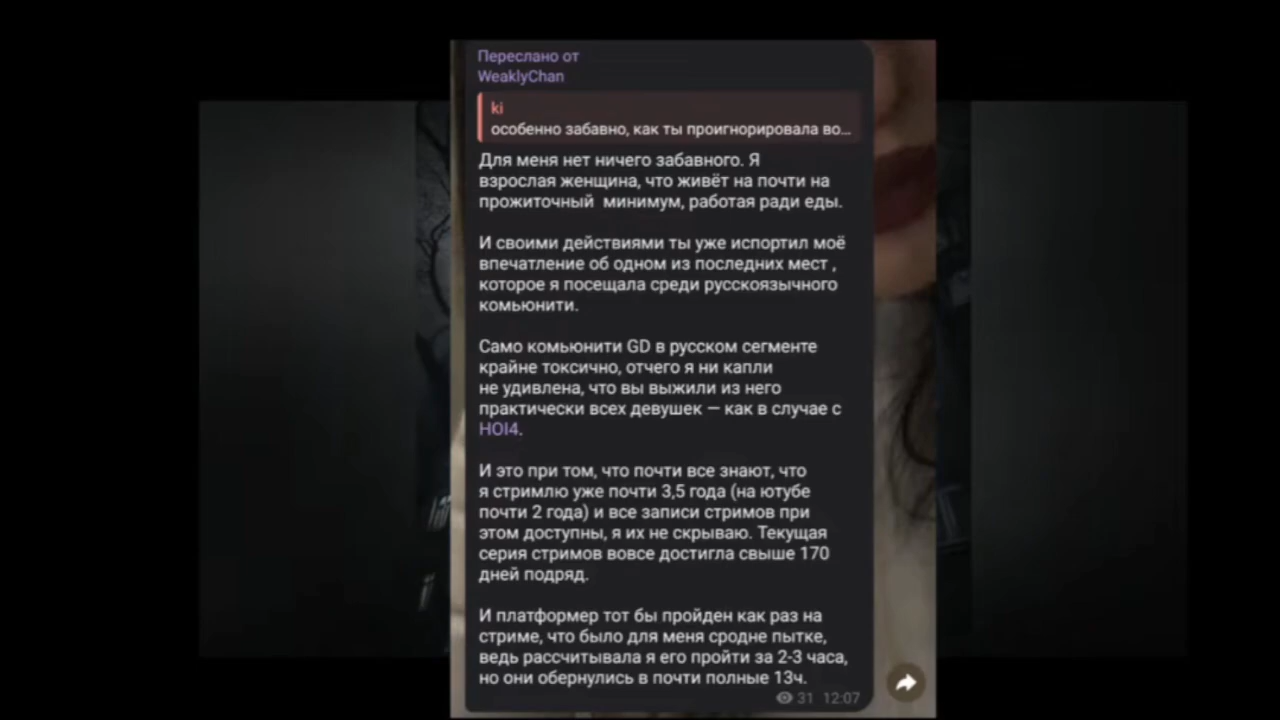 Переслано от
WeaklyChan
ki
особенно забавно, как ты проигнорировала во...
Для меня нет ничего забавного. Я
взрослая женщина, что живёт на почти на
прожиточный минимум, работая ради еды.
И своими действиями ты уже испортил моё
впечатление об одном из последних мест ,
которое я посещала среди русскоязычного
комьюнити.
Само комьюнити GD в русском сегменте
крайне токсично, отчего я ни капли
не удивлена, что вы выжили из него
практически всех девушек — как в случае с
HOI4.
И это при том, что почти все знают, что
я стримлю уже почти 3,5 года (на ютубе
почти 2 года) и все записи стримов при
этом доступны, я их не скрываю. Текущая
серия стримов вовсе достигла свыше 170
дней подряд.
И платформер тот бы пройден как раз на
стриме, что было для меня сродне пытке,
ведь рассчитывала я его пройти за 2-3 часа,
но они обернулись в почти полные 13ч.
31 12:07